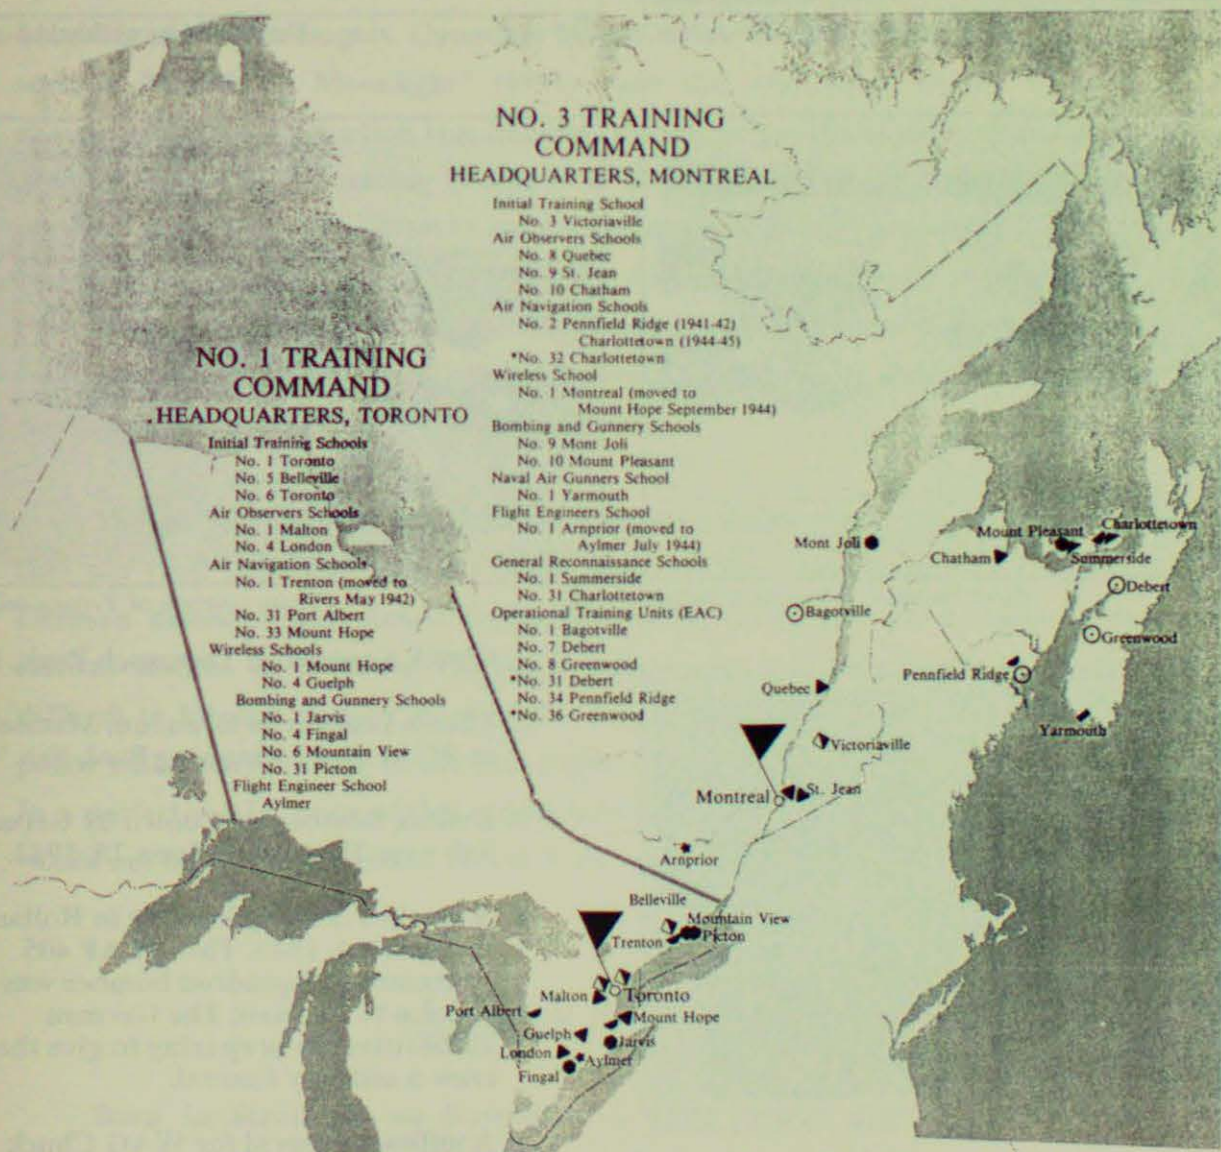 NO. 3 TRAINING
COMMAND
HEADQUARTERS, MONTREAL
Initial Training School
No. 3 Victoriaville
Air Observers Schools
No. 8 Quebec
No. 9 St. Jean
No. 10 Chatham
Air Navigation Schools
No. 2 Pennfield Ridge (1941-42)
Charlottetown (1944-45)
*No. 32 Charlottetown
Wireless School
No. 1 Montreal (moved to
Mount Hope September 1944)
Bombing and Gunnery Schools
No. 9 Mont Joli
No. 10 Mount Pleasant
Naval Air Gunners School
No. 1 Yarmouth
Flight Engineers School
No. 1 Arnprior (moved to
Aylmer July 1944)
General Reconnaissance Schools
No. 1 Summerside
No. 31 Charlottetown
Operational Training Units (EAC)
No. 1 Bagotville
No. 7 Debert
No. 8 Greenwood
*No. 31 Debert
No. 34 Pennfield Ridge
*No. 36 Greenwood
NO. 1 TRAINING
COMMAND
HEADQUARTERS, TORONTO
Initial Training Schools
No. 1 Toronto
No. 5 Belleville
No. 6 Toronto
Air Observers Schools
No. 1 Malton
No. 4 London
Air Navigation Schools
No. 1 Trenton (moved to
Rivers May 1942)
No. 31 Port Albert
No. 33 Mount Hope
Wireless Schools
No. 1 Mount Hope
No. 4 Guelph
Bombing and Gunnery Schools
No. 1 Jarvis
No. 4 Fingal
No. 6 Mountain View
No. 31 Picton
Flight Engineer School
Aylmer
Mont Joli
Mount Pleasant
Charlottetown
Chatham
Summerside
Debert
Bagotville
Greenwood
Pennfield Ridge
Quebec
Yarmouth
Victoriaville
Montreal
St. Jean
Arnprior
Belleville
Mountain View
Trenton
Picton
Malton
Toronto
Port Albert
Mount Hope
Guelph
Jarvis
London
Aylmer
Fingal